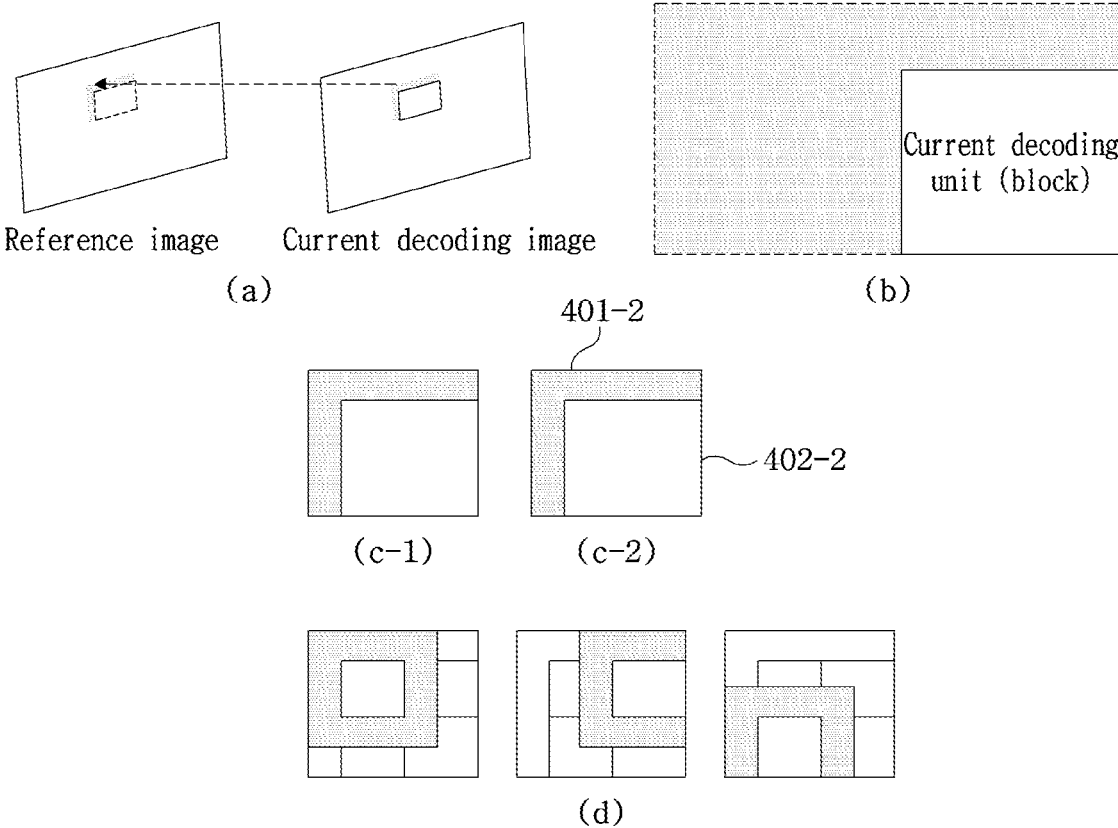 Reference image
Current decoding image
(a)
Current decoding
unit (block)
(b)
401-2
402-2
(c-1)
(c-2)
(d)